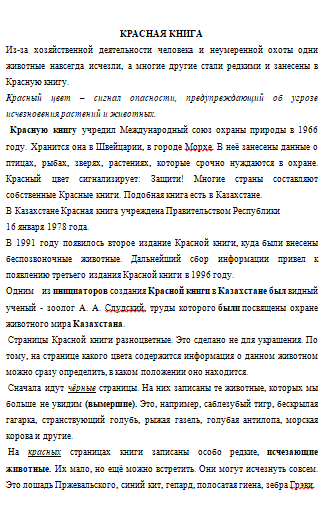 КРАСНАЯ КНИГА
Из-за хозяйственной деятельности человека и неумеренной охоты одни
животные навсегда исчезли, а многие другие стали редкими и занесены в
Красную книгу.
Красный цвет – сигнал опасности, предупреждающий об угрозе
исчезновения растений и животных.
Красную книгу учредил Международный союз охраны природы в 1966
году. Хранится она в Швейцарии, в городе Морже. В неё занесены данные о
птицах, рыбах, зверях, растениях, которые срочно нуждаются в охране.
Красный цвет сигнализирует: Защити! Многие страны составляют
собственные Красные книги. Подобная книга есть в Казахстане.
В Казахстане Красная книга учреждена Правительством Республики
16 января 1978 года.
В 1991 году появилось второе издание Красной книги, куда были внесены
беспозвоночные животные. Дальнейший сбор информации привел к
появлению третьего издания Красной книги в 1996 году.
Одним из инициаторов создания Красной книги в Казахстане был видный
ученый - зоолог А. А. Слудский, труды которого были посвящены охране
животного мира Казахстана.
Страницы Красной книги разноцветные. Это сделано не для украшения. По
тому, на странице какого цвета содержится информация о данном животном
можно сразу определить, в каком положении оно находится.
Сначала идут чёрные страницы. На них записаны те животные, которых мы
больше не увидим (вымершие). Это, например, саблезубый тигр, бескрылая
гагарка, странствующий голубь, рыжая газель, голубая антилопа, морская
корова и другие.
На красных страницах книги записаны особо редкие, исчезающие
животные. Их мало, но ещё можно встретить. Они могут исчезнуть совсем.
Это лошадь Пржевальского, синий кит, гепард, полосатая гиена, зебра Грэви.